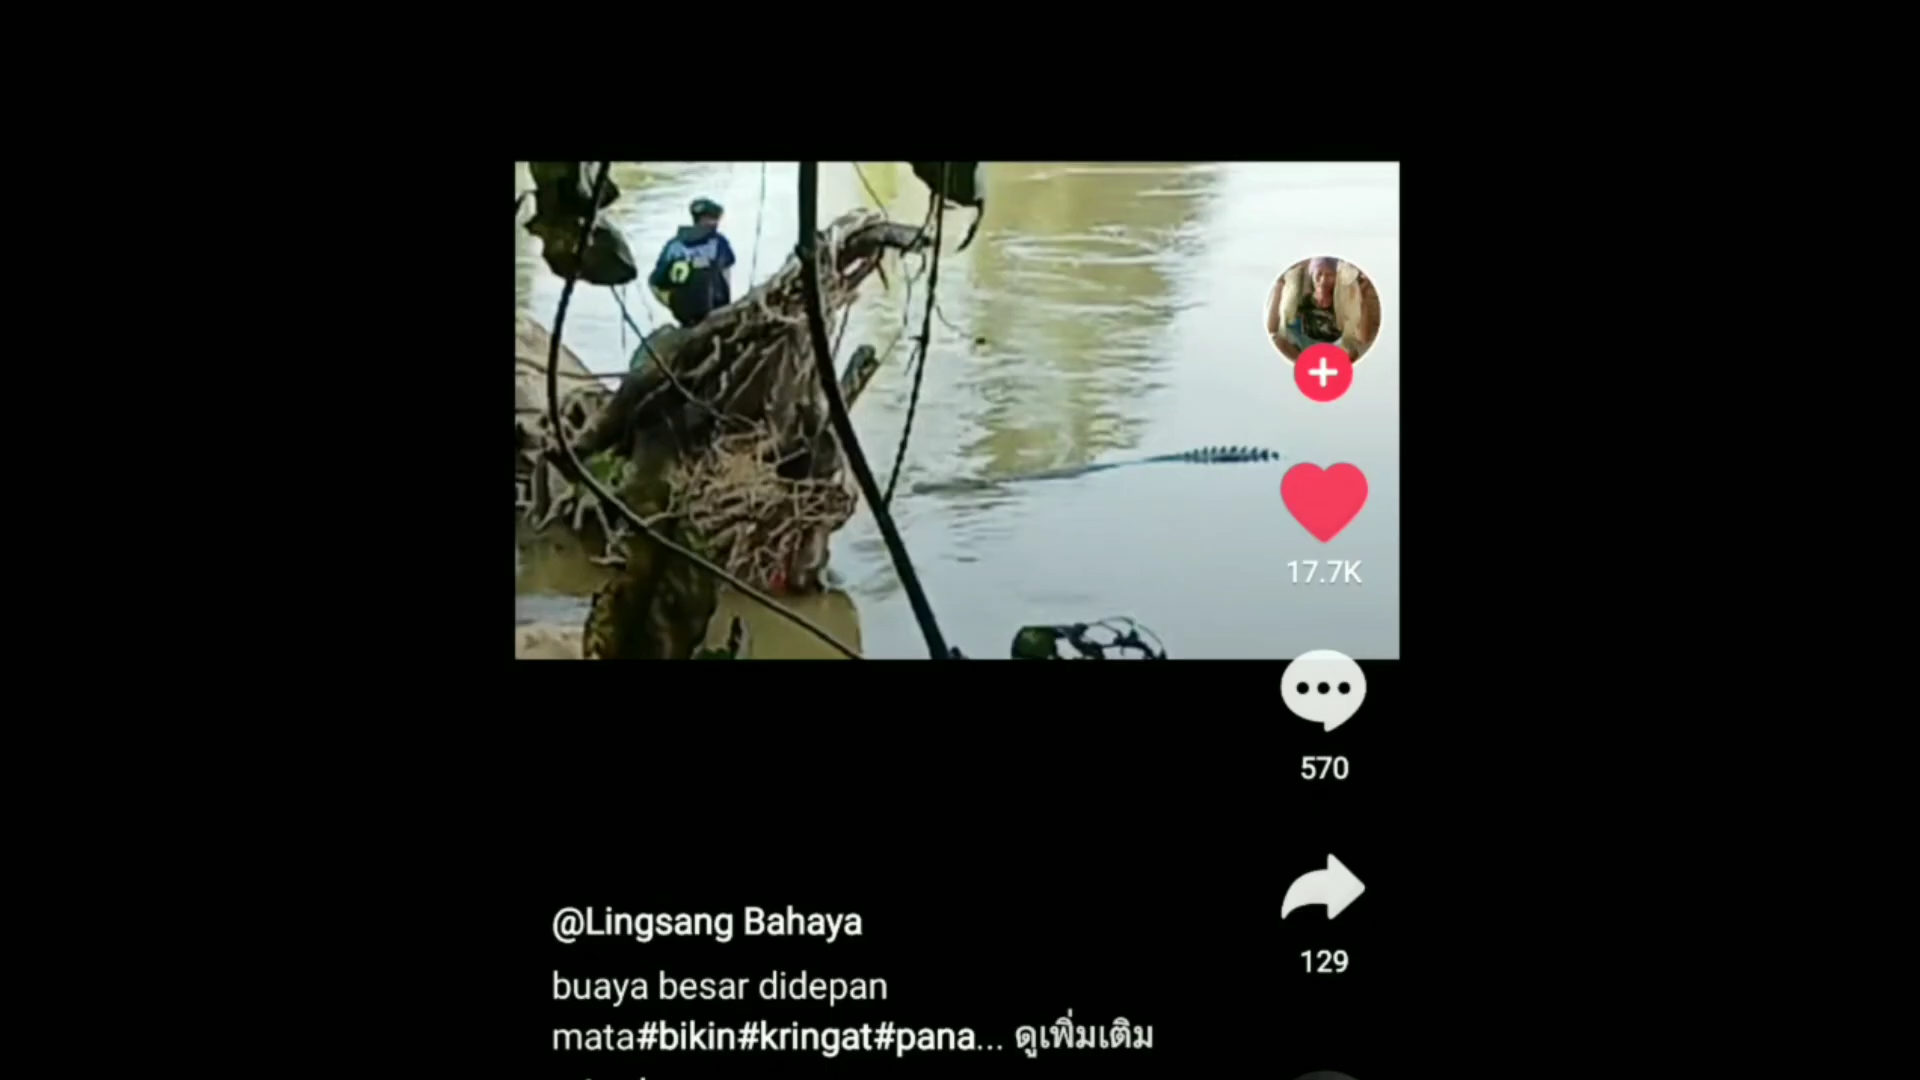 17.7K
570
129
@Lingsang Bahaya
buaya besar didepan
mata#bikin#kringat#pana... ดูเพิ่มเติม